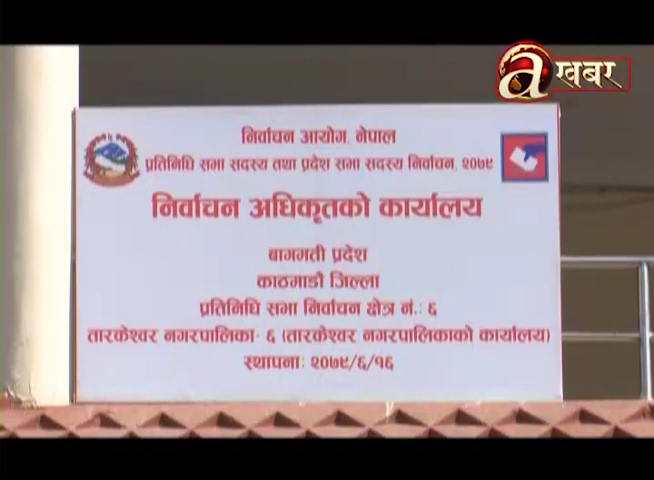 a खबर
निर्वाचन आयोग, नेपाल
प्रतिनिधि सभा सदस्य तथा प्रदेश सभा सदस्य निर्वाचन, २०७९
निर्वाचन अधिकृतको कार्यालय
बागमती प्रदेश
काठमाडौं जिल्ला
प्रतिनिधि सभा निर्वाचन क्षेत्र नं.: ६
तारकेश्वर नगरपालिका- ६ (तारकेश्वर नगरपालिकाको कार्यालय)
स्थापना: २०७९/६/१६